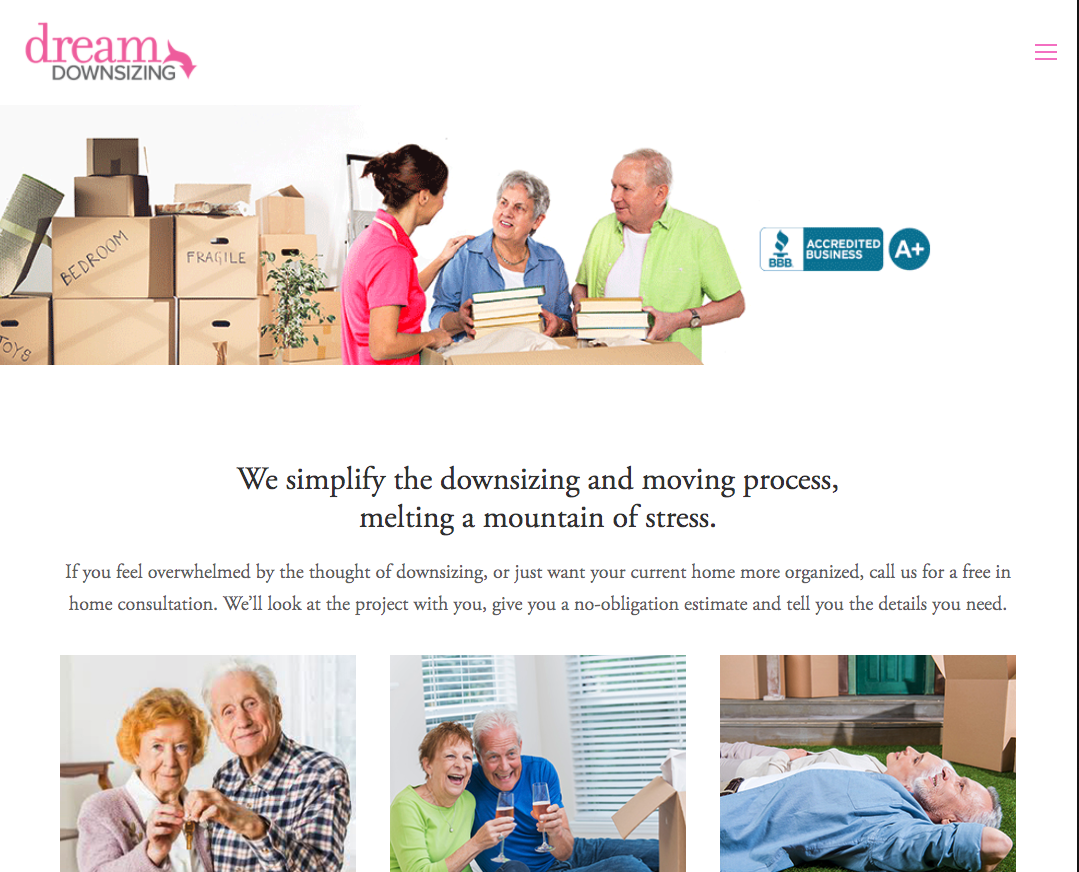 dream
DOWNSIZING
BEDROOM
FRAGILE
TOYS
BBB
ACCREDITED
BUSINESS
A+
We simplify the downsizing and moving process,
melting a mountain of stress.
If you feel overwhelmed by the thought of downsizing, or just want your current home more organized, call us for a free in
home consultation. We’ll look at the project with you, give you a no-obligation estimate and tell you the details you need.